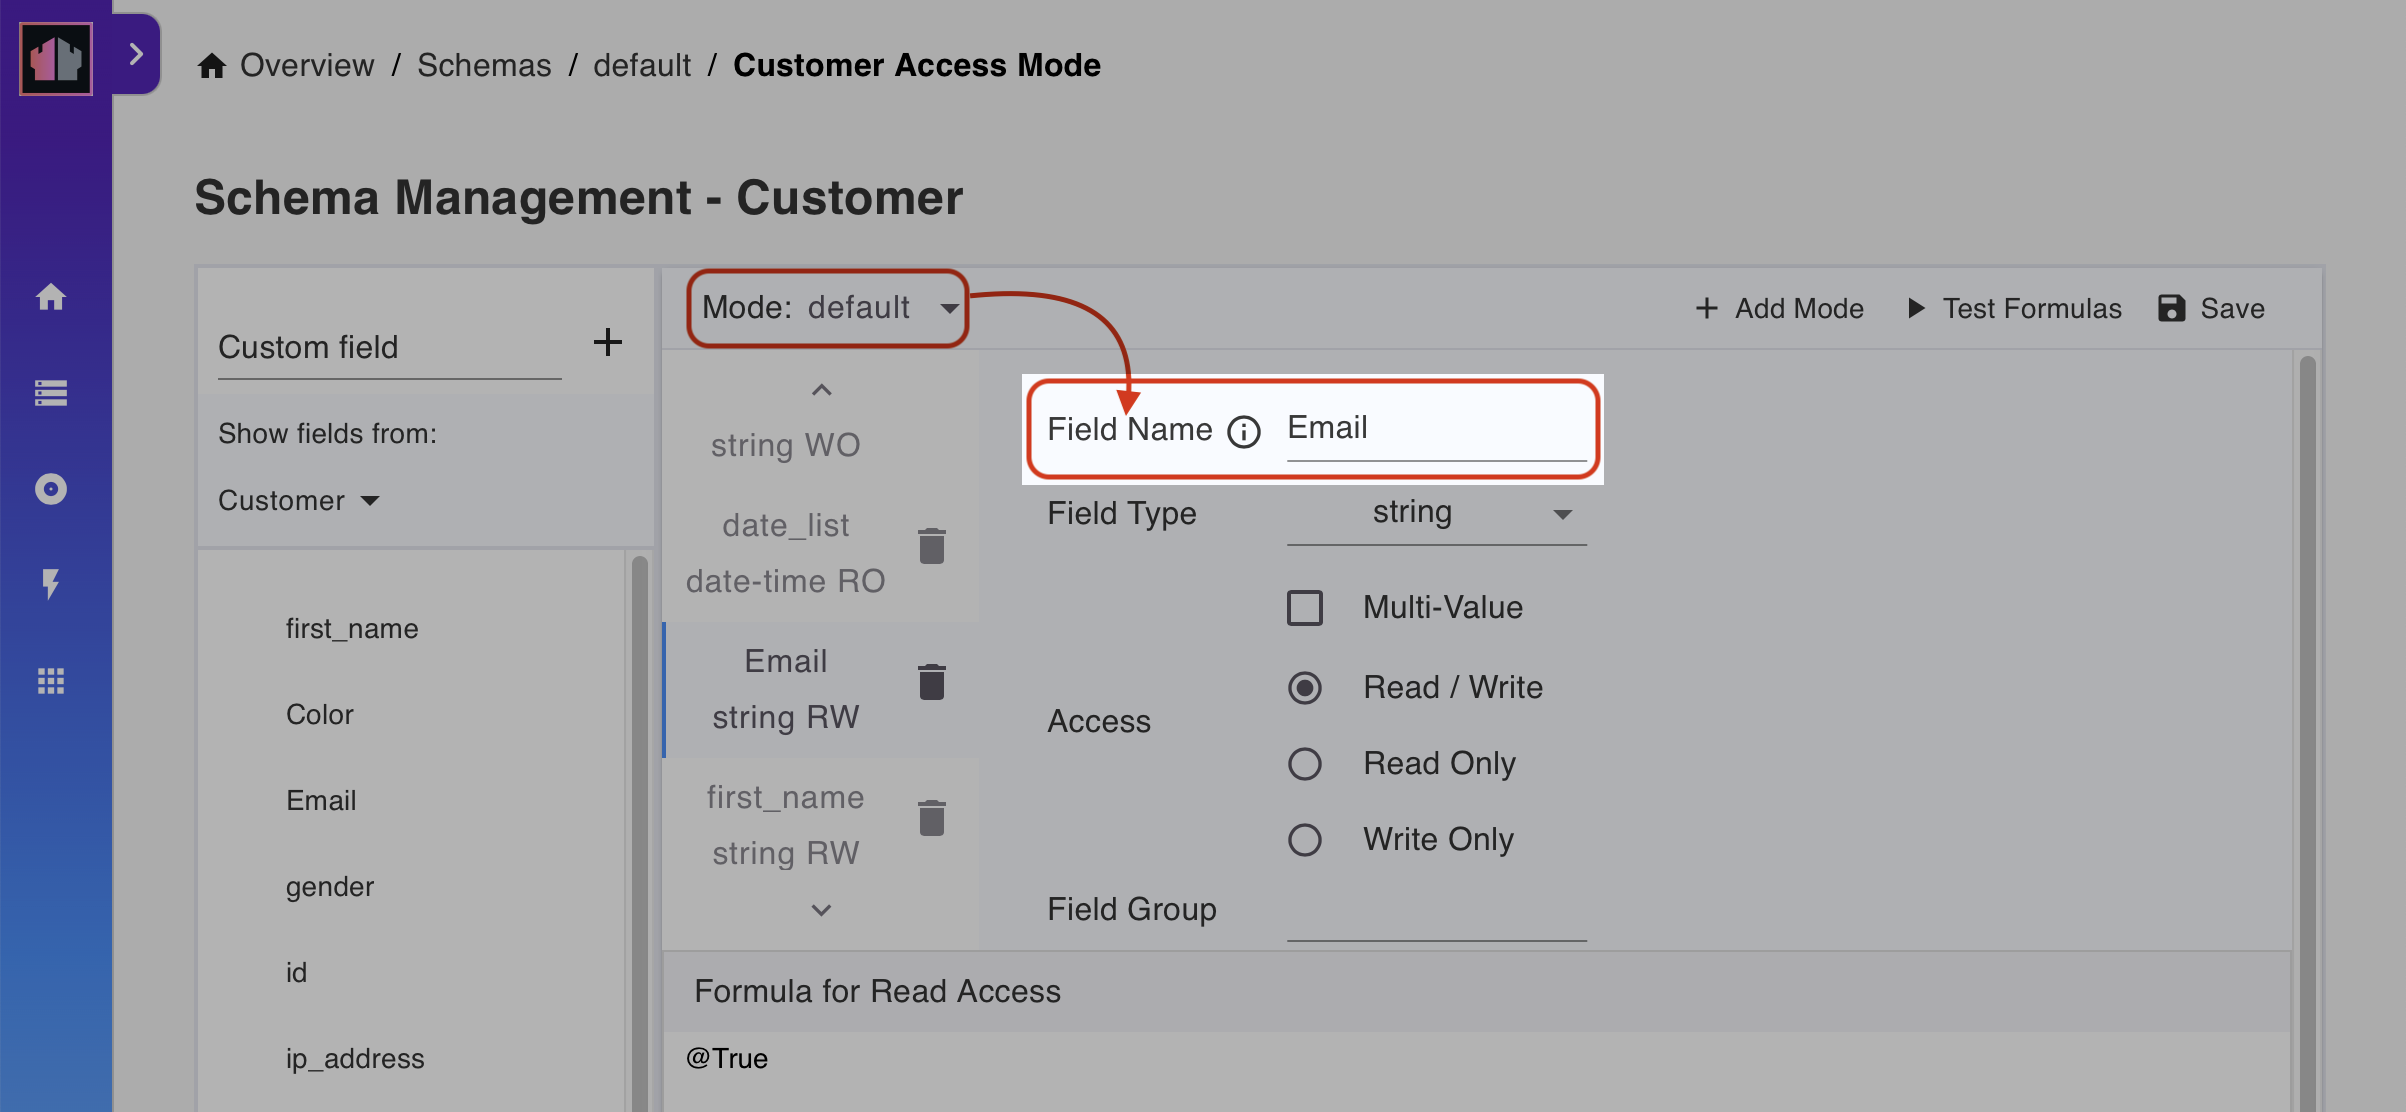 Overview / Schemas / default / Customer Access Mode
Schema Management - Customer
Custom field
Show fields from:
Customer
first_name
Color
Email
gender
id
ip_address
Mode: default
Add Mode
Test Formulas
Save
string WO
date_list
date-time RO
Email
string RW
first_name
string RW
Field Name Email
Field Type string
Multi-Value
Access
Read / Write
Read Only
Write Only
Field Group
Formula for Read Access
@True